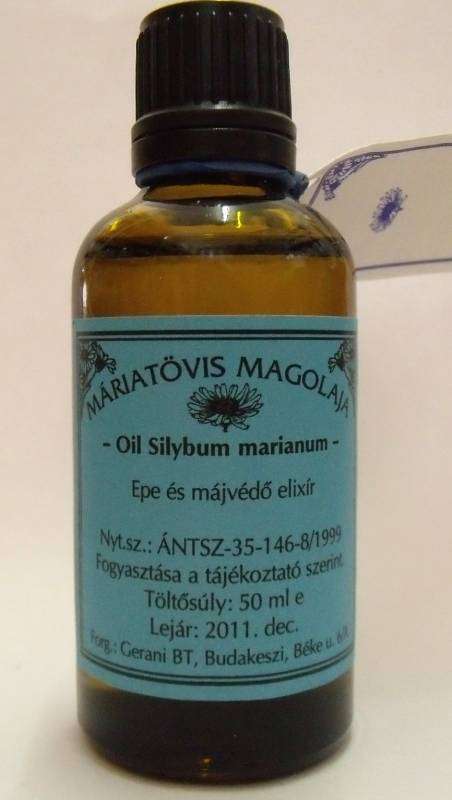 MÁRIATÖVIS MAGOLAJA
- Oil Silybum marianum -
Epe és májvédő elixír
Nyt.sz.: ÁNTSZ-35-146-8/1999
Fogyasztása a tájékoztató szerint.
Töltősúly: 50 ml e
Lejár: 2011. dec.
Forg.: Gerani BT, Budakeszi, Béke u.